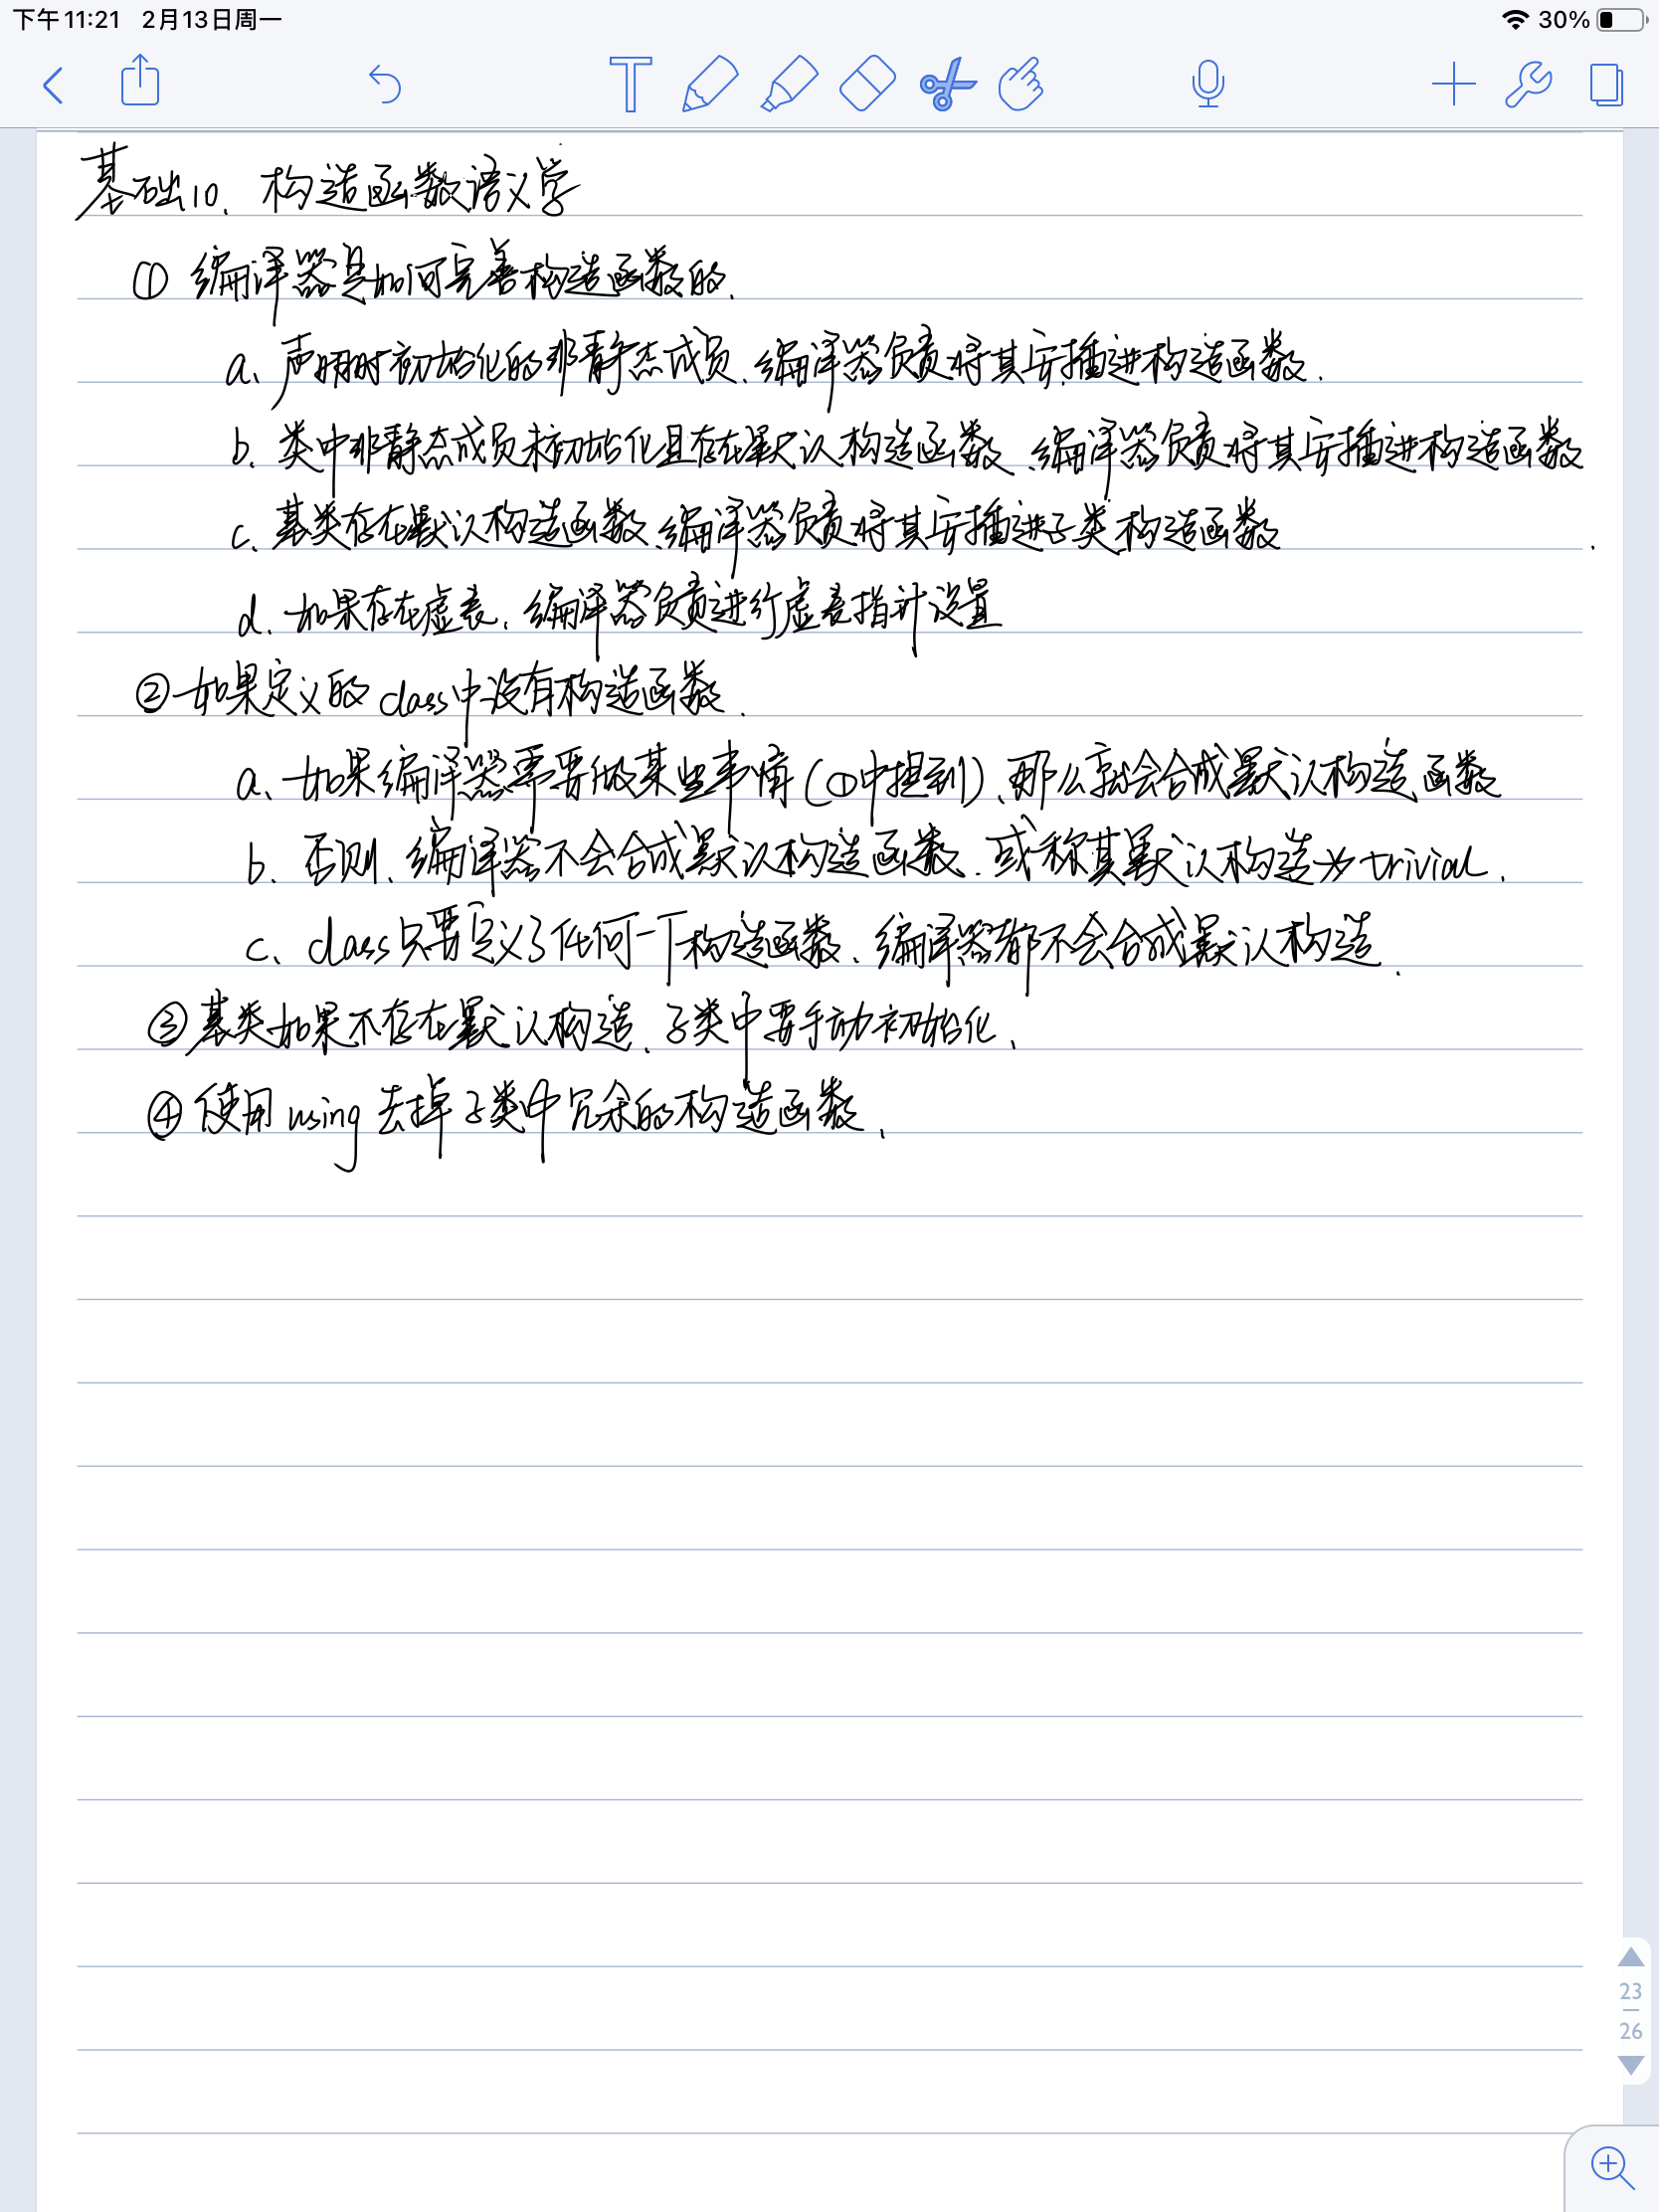 下午11:21 2月13日周一
30%
基础10、构造函数语义学
① 编译器是如何完善构造函数的.
a、声明时初始化的非静态成员、编译器负责将其安插进构造函数.
b、类中非静态成员未初始化且存在默认构造函数、编译器负责将其安插进构造函数
c、基类存在默认构造函数、编译器负责将其安插进子类构造函数
d、如果存在虚表、编译器负责进行虚表指针设置
② 如果定义的class中没有构造函数.
a、如果编译器需要做某些事情(①中提到)、那么就会合成默认构造函数
b、否则、编译器不会合成默认构造函数.或称其默认构造为trivial.
c、class只要定义了任何一个构造函数、编译器都不会合成默认构造.
③ 基类如果不存在默认构造、子类中要手动初始化、
④ 使用using去掉子类中冗余的构造函数、
23
26